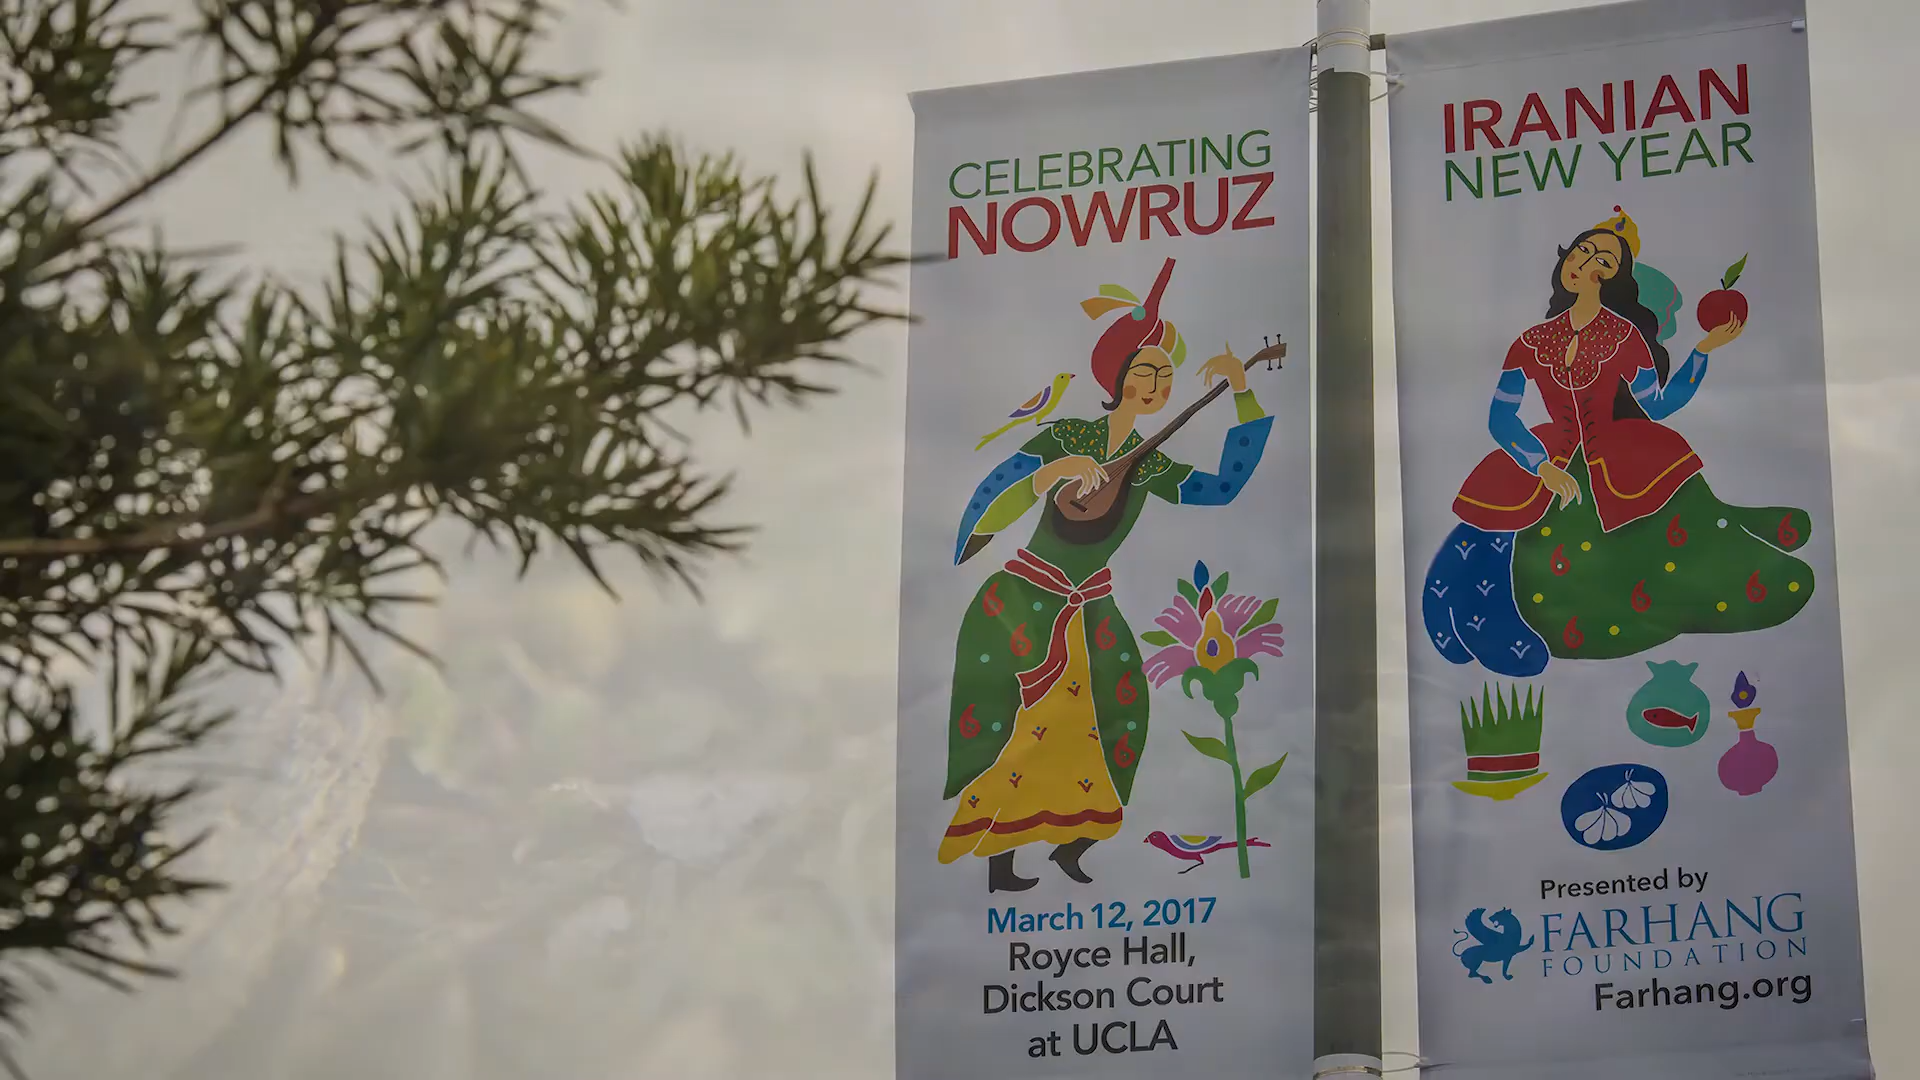 CELEBRATING
NOWRUZ
March 12, 2017
Royce Hall,
Dickson Court
at UCLA
IRANIAN
NEW YEAR
Presented by
FARHANG
FOUNDATION
Farhang.org